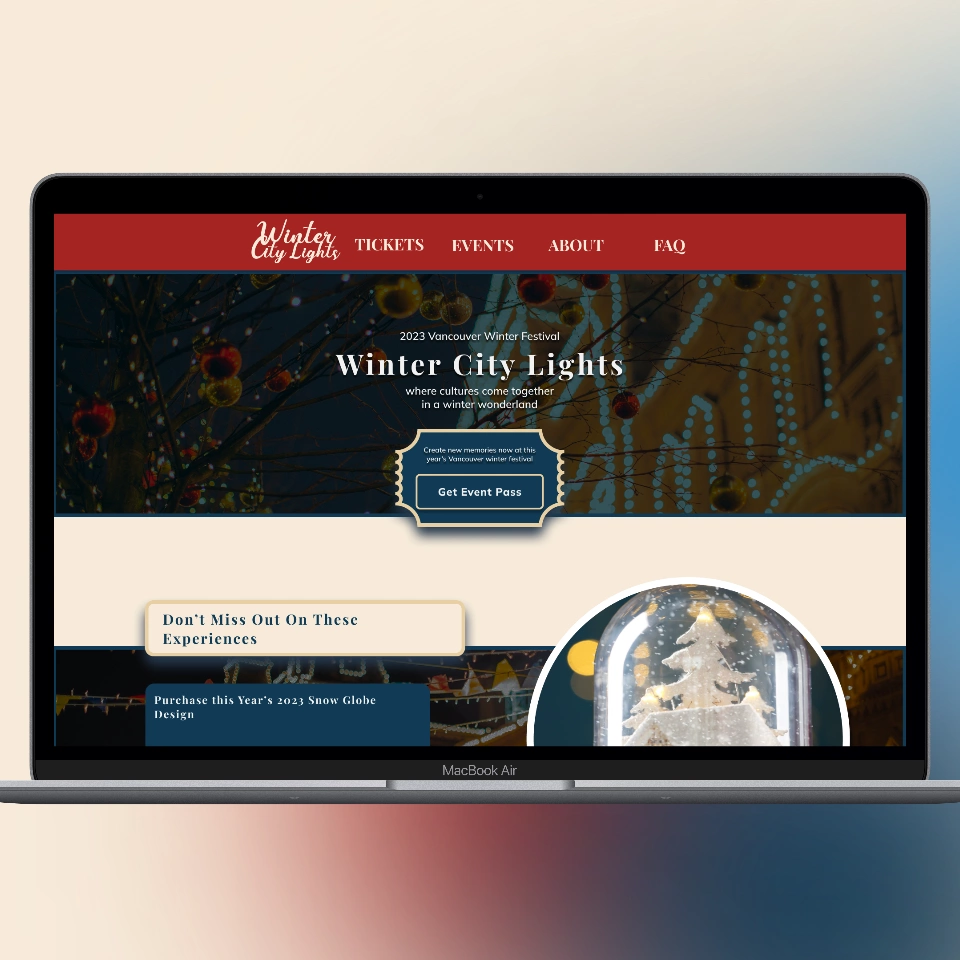 Winter
City Lights
TICKETS EVENTS ABOUT FAQ
2023 Vancouver Winter Festival
Winter City Lights
where cultures come together
in a winter wonderland
Create new memories now at this
year's Vancouver winter festival
Get Event Pass
Don't Miss Out On These
Experiences
Purchase this Year's 2023 Snow Globe
Design
MacBook Air